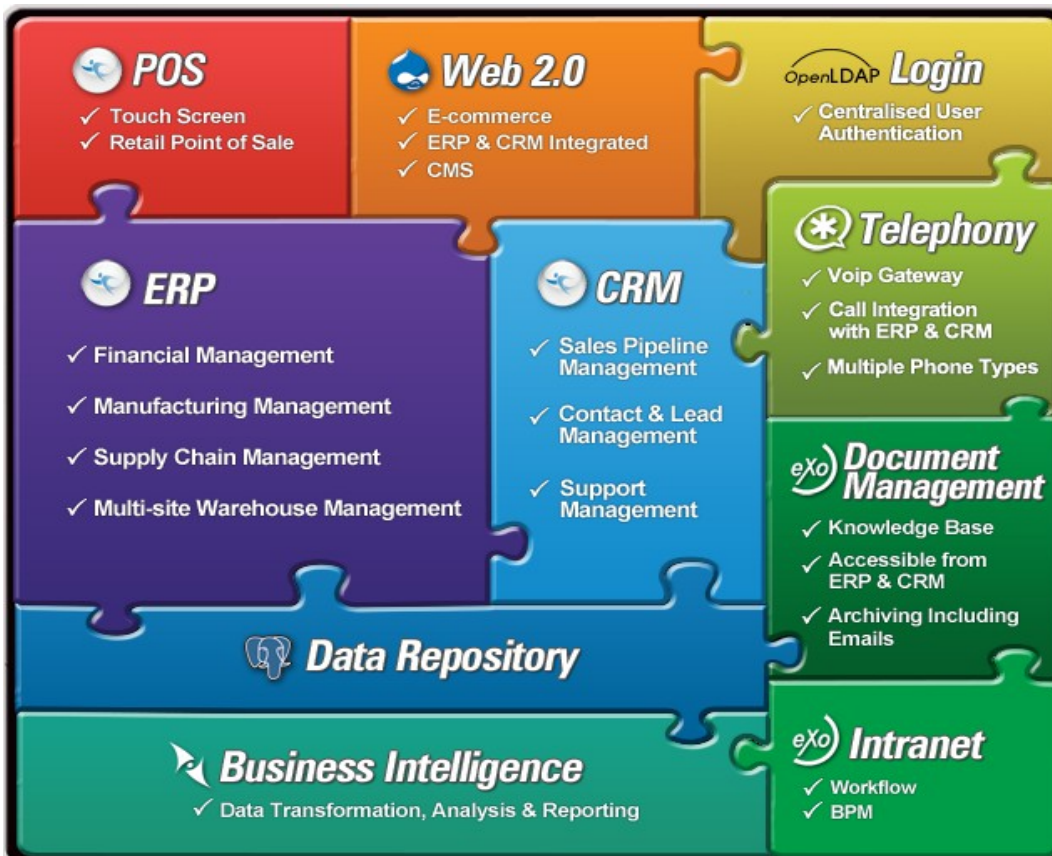 POS
✓ Touch Screen
✓ Retail Point of Sale
Web 2.0
✓ E-commerce
✓ ERP & CRM Integrated
✓ CMS
OpenLDAP Login
✓ Centralised User
Authentication
Telephony
✓ Voip Gateway
✓ Call Integration
with ERP & CRM
✓ Multiple Phone Types
ERP
✓ Financial Management
✓ Manufacturing Management
✓ Supply Chain Management
✓ Multi-site Warehouse Management
CRM
✓ Sales Pipeline
Management
✓ Contact & Lead
Management
✓ Support
Management
eXo Document
Management
✓ Knowledge Base
✓ Accessible from
ERP & CRM
✓ Archiving Including
Emails
Data Repository
Business Intelligence
✓ Data Transformation, Analysis & Reporting
eXo Intranet
✓ Workflow
✓ BPM